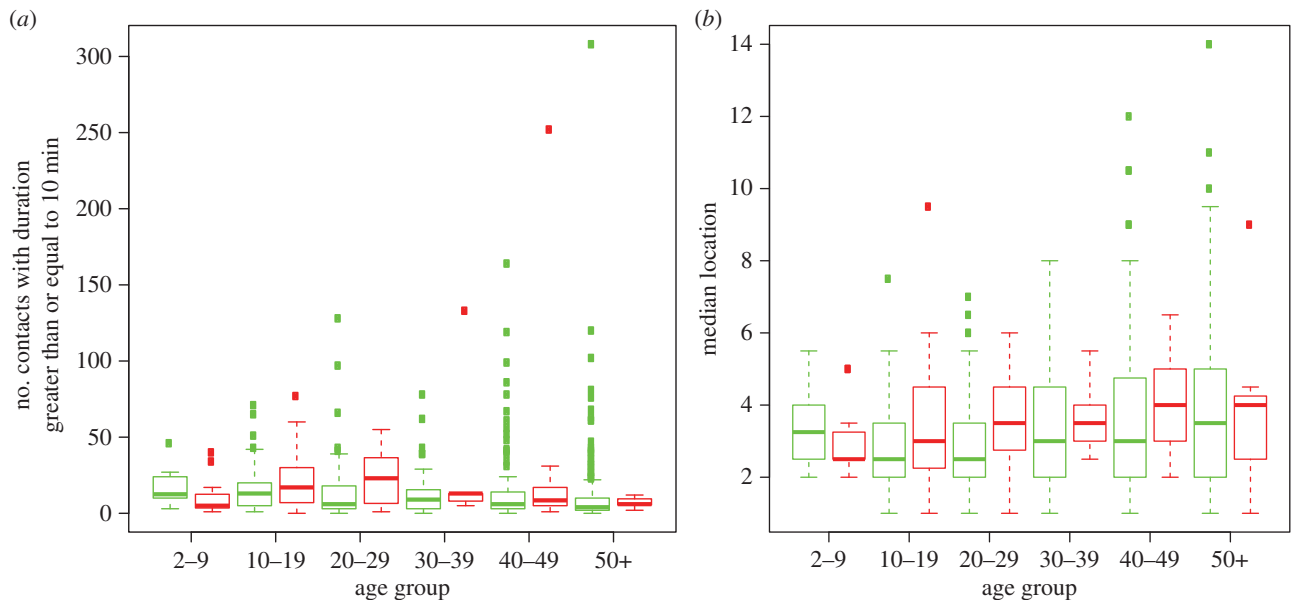 (a)
no. contacts with duration
greater than or equal to 10 min
300
250
200
150
100
50
0
2–9 10–19 20–29 30–39 40–49 50+
age group
(b)
median location
14
12
10
8
6
4
2
2–9 10–19 20–29 30–39 40–49 50+
age group